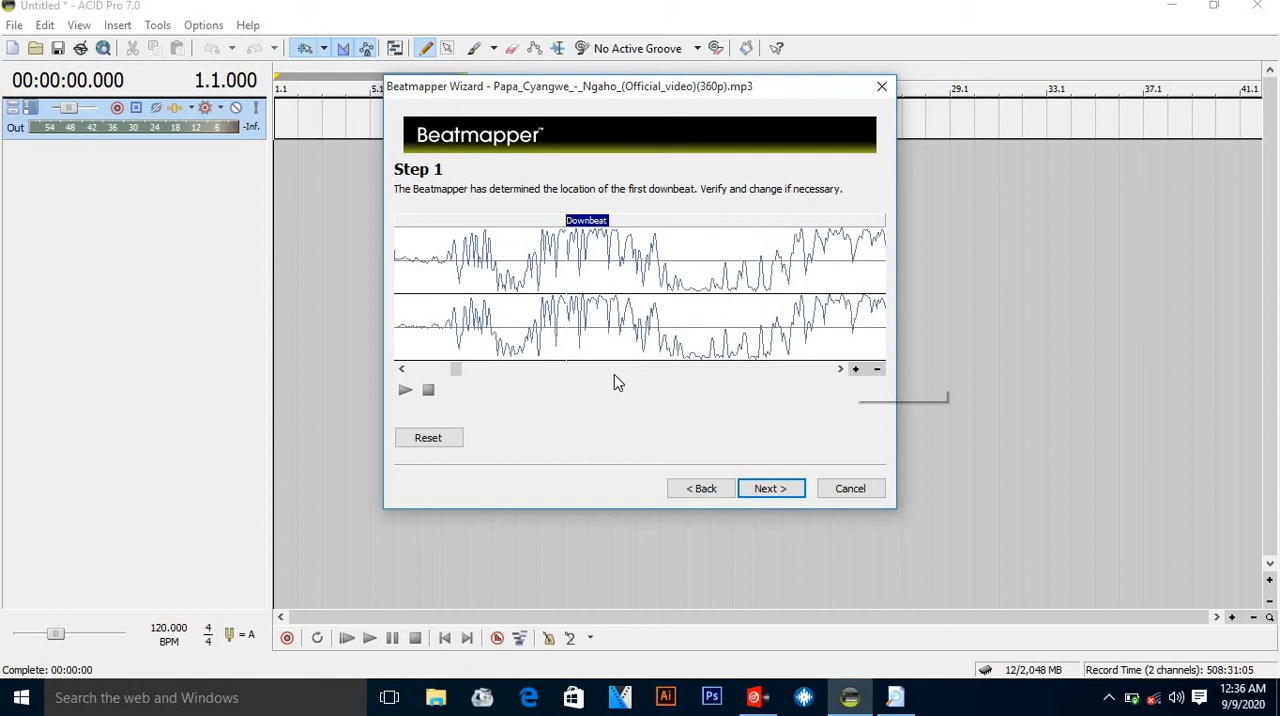 Untitled * - ACID Pro 7.0
File Edit View Insert Tools Options Help
No Active Groove
00:00:00.000 1.1.000
Out 54 48 42 36 30 24 18 12 6 -Inf.
1.1 5.1 29.1 33.1 37.1 41.1
Beatmapper Wizard - Papa_Cyangwe_-_Ngaho_(Official_video)(360p).mp3
Beatmapper™
Step 1
The Beatmapper has determined the location of the first downbeat. Verify and change if necessary.
Downbeat
Reset
< Back Next > Cancel
120.000
BPM
4
4
= A
Complete: 00:00:00
12/2,048 MB Record Time (2 channels): 508:31:05
Search the web and Windows
Ai Ps
12:36 AM
9/9/2020